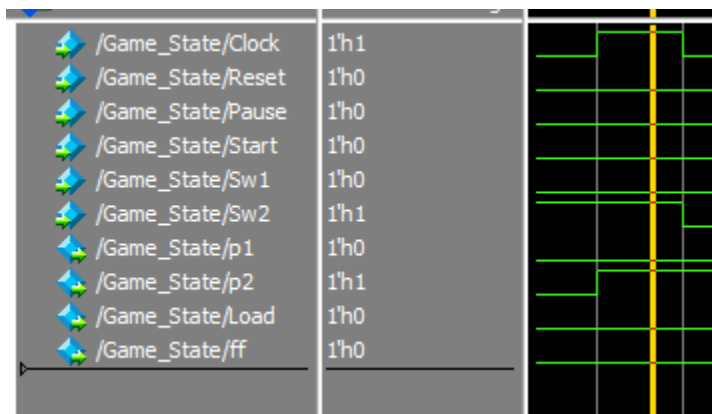 /Game_State/Clock 1'h1
/Game_State/Reset 1'h0
/Game_State/Pause 1'h0
/Game_State/Start 1'h0
/Game_State/Sw1 1'h0
/Game_State/Sw2 1'h1
/Game_State/p1 1'h0
/Game_State/p2 1'h1
/Game_State/Load 1'h0
/Game_State/ff 1'h0